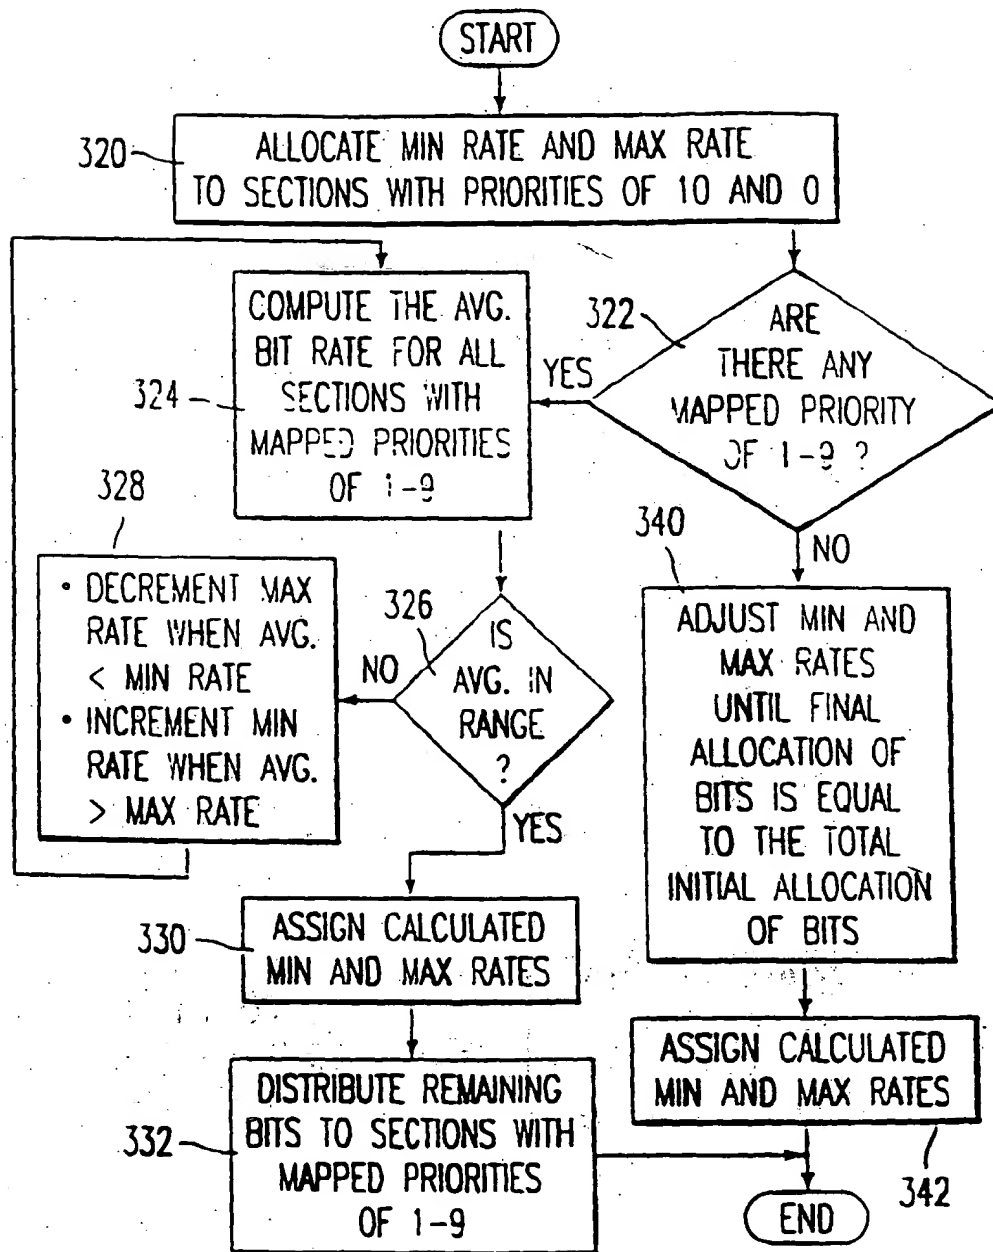 START
320
ALLOCATE MIN RATE AND MAX RATE
TO SECTIONS WITH PRIORITIES OF 10 AND 0
322
ARE
THERE ANY
MAPPED PRIORITY
OF 1-9 ?
YES
NO
324
COMPUTE THE AVG.
BIT RATE FOR ALL
SECTIONS WITH
MAPPED PRIORITIES
OF 1-9
326
IS
AVG. IN
RANGE
?
NO
YES
328
• DECREMENT MAX
RATE WHEN AVG.
< MIN RATE
• INCREMENT MIN
RATE WHEN AVG.
> MAX RATE
330
ASSIGN CALCULATED
MIN AND MAX RATES
332
DISTRIBUTE REMAINING
BITS TO SECTIONS WITH
MAPPED PRIORITIES
OF 1-9
340
ADJUST MIN AND
MAX RATES
UNTIL FINAL
ALLOCATION OF
BITS IS EQUAL
TO THE TOTAL
INITIAL ALLOCATION
OF BITS
ASSIGN CALCULATED
MIN AND MAX RATES
342
END